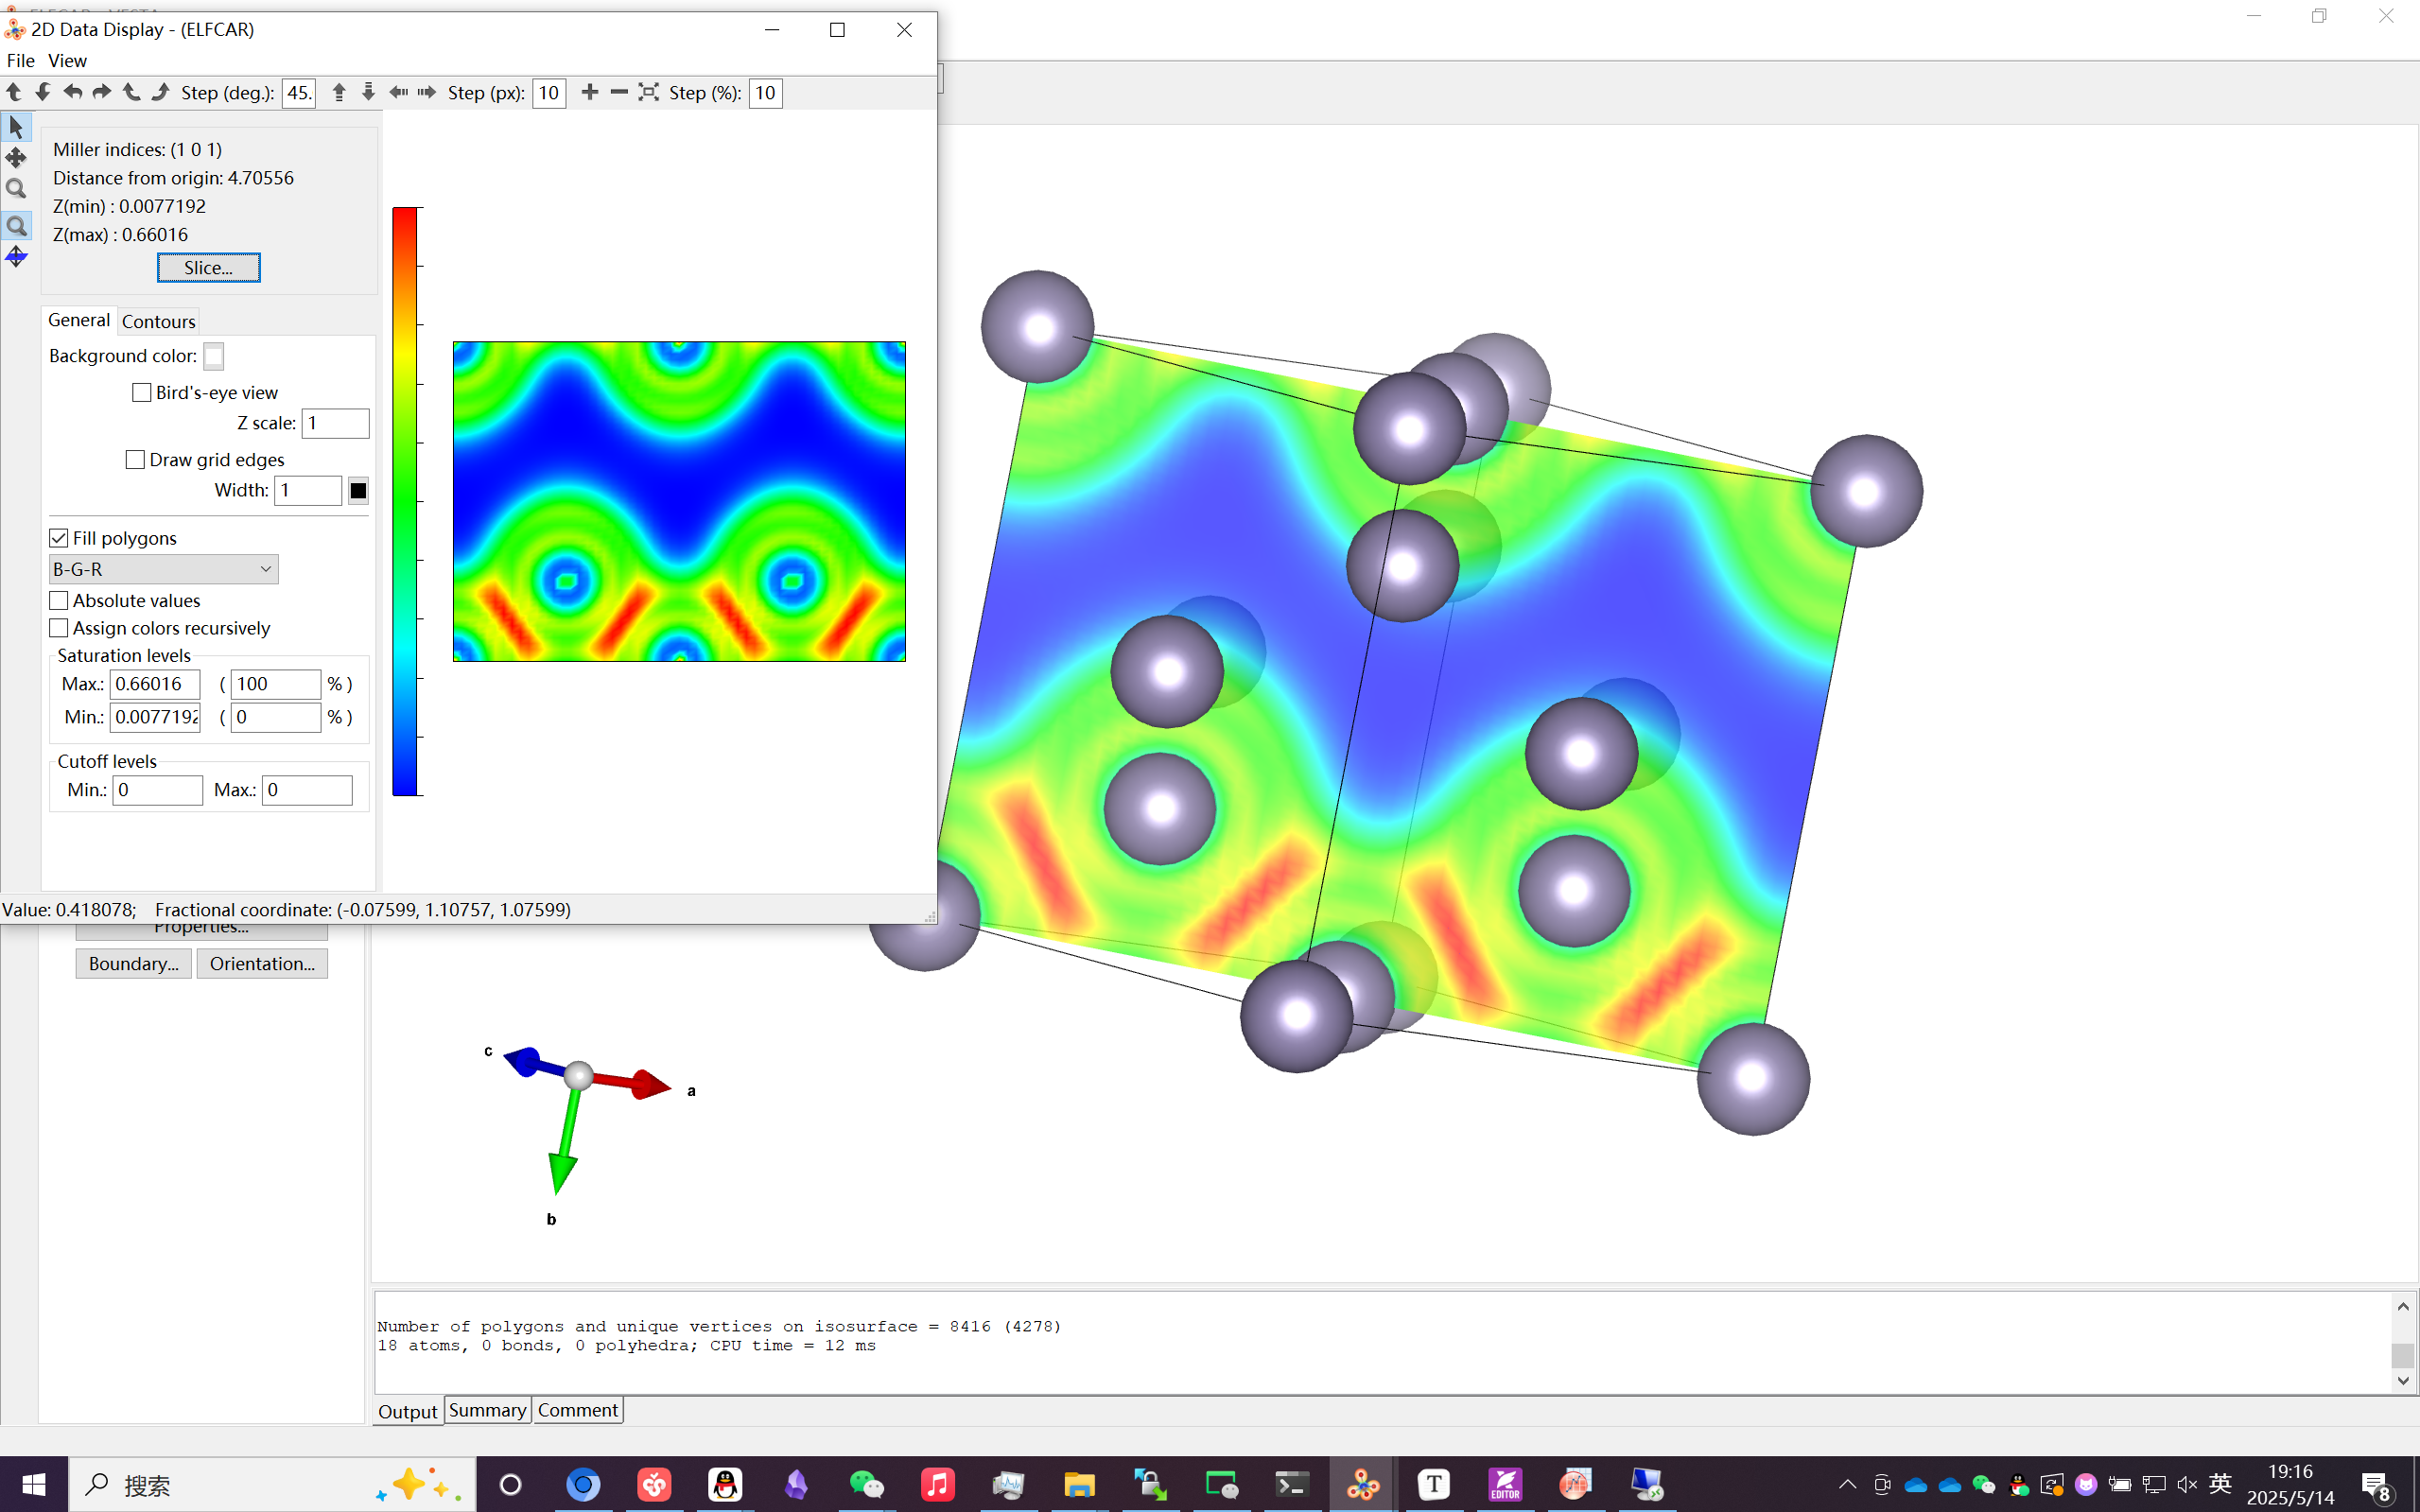 2D Data Display - (ELFCAR)
File View
Step (deg.): 45. Step (px): 10 Step (%): 10
Miller indices: (1 0 1)
Distance from origin: 4.70556
Z(min) : 0.0077192
Z(max) : 0.66016
Slice...
General Contours
Background color:
Bird's-eye view
Z scale: 1
Draw grid edges
Width: 1
Fill polygons
B-G-R
Absolute values
Assign colors recursively
Saturation levels
Max.: 0.66016 ( 100 % )
Min.: 0.0077192 ( 0 % )
Cutoff levels
Min.: 0 Max.: 0
Value: 0.418078; Fractional coordinate: (-0.07599, 1.10757, 1.07599)
Properties...
Boundary... Orientation...
c
a
b
Number of polygons and unique vertices on isosurface = 8416 (4278)
18 atoms, 0 bonds, 0 polyhedra; CPU time = 12 ms
Output Summary Comment
搜索
T
EDITOR
英
19:16
2025/5/14
8